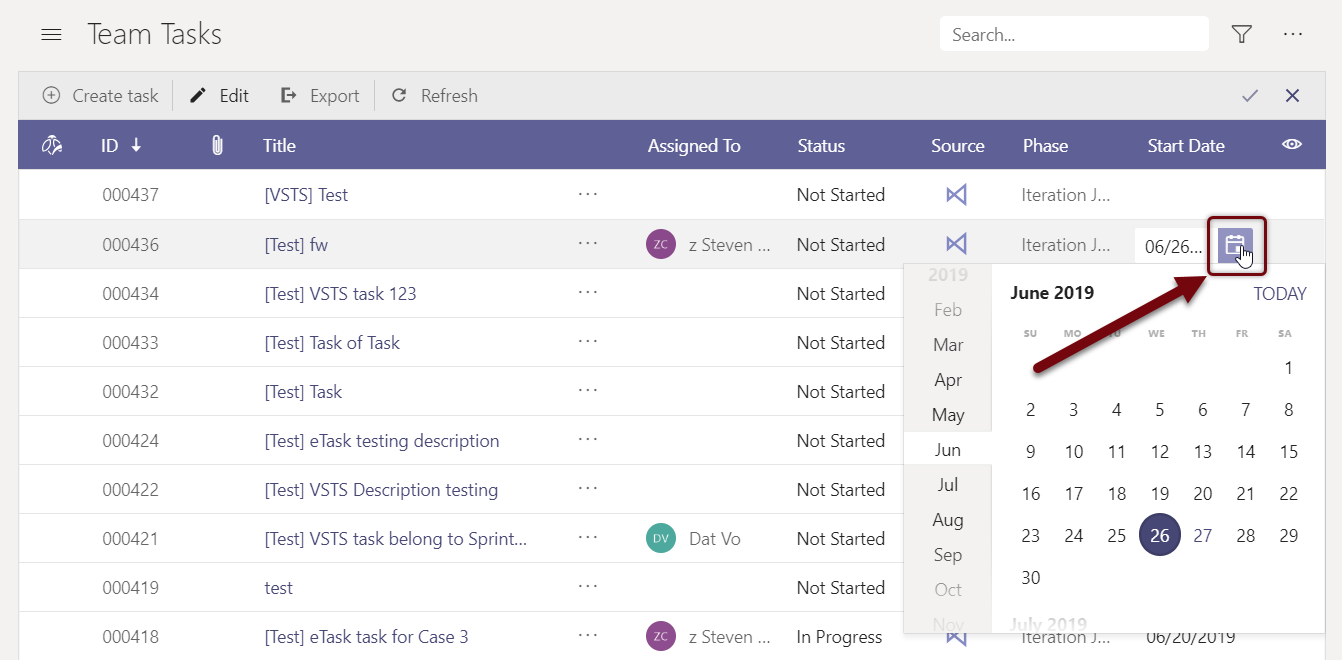 Team Tasks
Search...
...
Create task Edit Export Refresh
ID Title Assigned To Status Source Phase Start Date
000437 [VSTS] Test ... Not Started Iteration J...
000436 [Test] fw ... ZC z Steven ... Not Started Iteration J... 06/26...
000434 [Test] VSTS task 123 ... Not Started
000433 [Test] Task of Task ... Not Started
000432 [Test] Task ... Not Started
000424 [Test] eTask testing description ... Not Started
000422 [Test] VSTS Description testing ... Not Started
000421 [Test] VSTS task belong to Sprint... ... DV Dat Vo Not Started
000419 test ... Not Started
000418 [Test] eTask task for Case 3 ... ZC z Steven ... In Progress Iteration J... 06/20/2019
2019
Feb
Mar
Apr
May
Jun
Jul
Aug
Sep
Oct
Nov
June 2019 TODAY
SU MO WE TH FR SA
1
2 3 4 5 6 7 8
9 10 11 12 13 14 15
16 17 18 19 20 21 22
23 24 25 26 27 28 29
30
July 2019